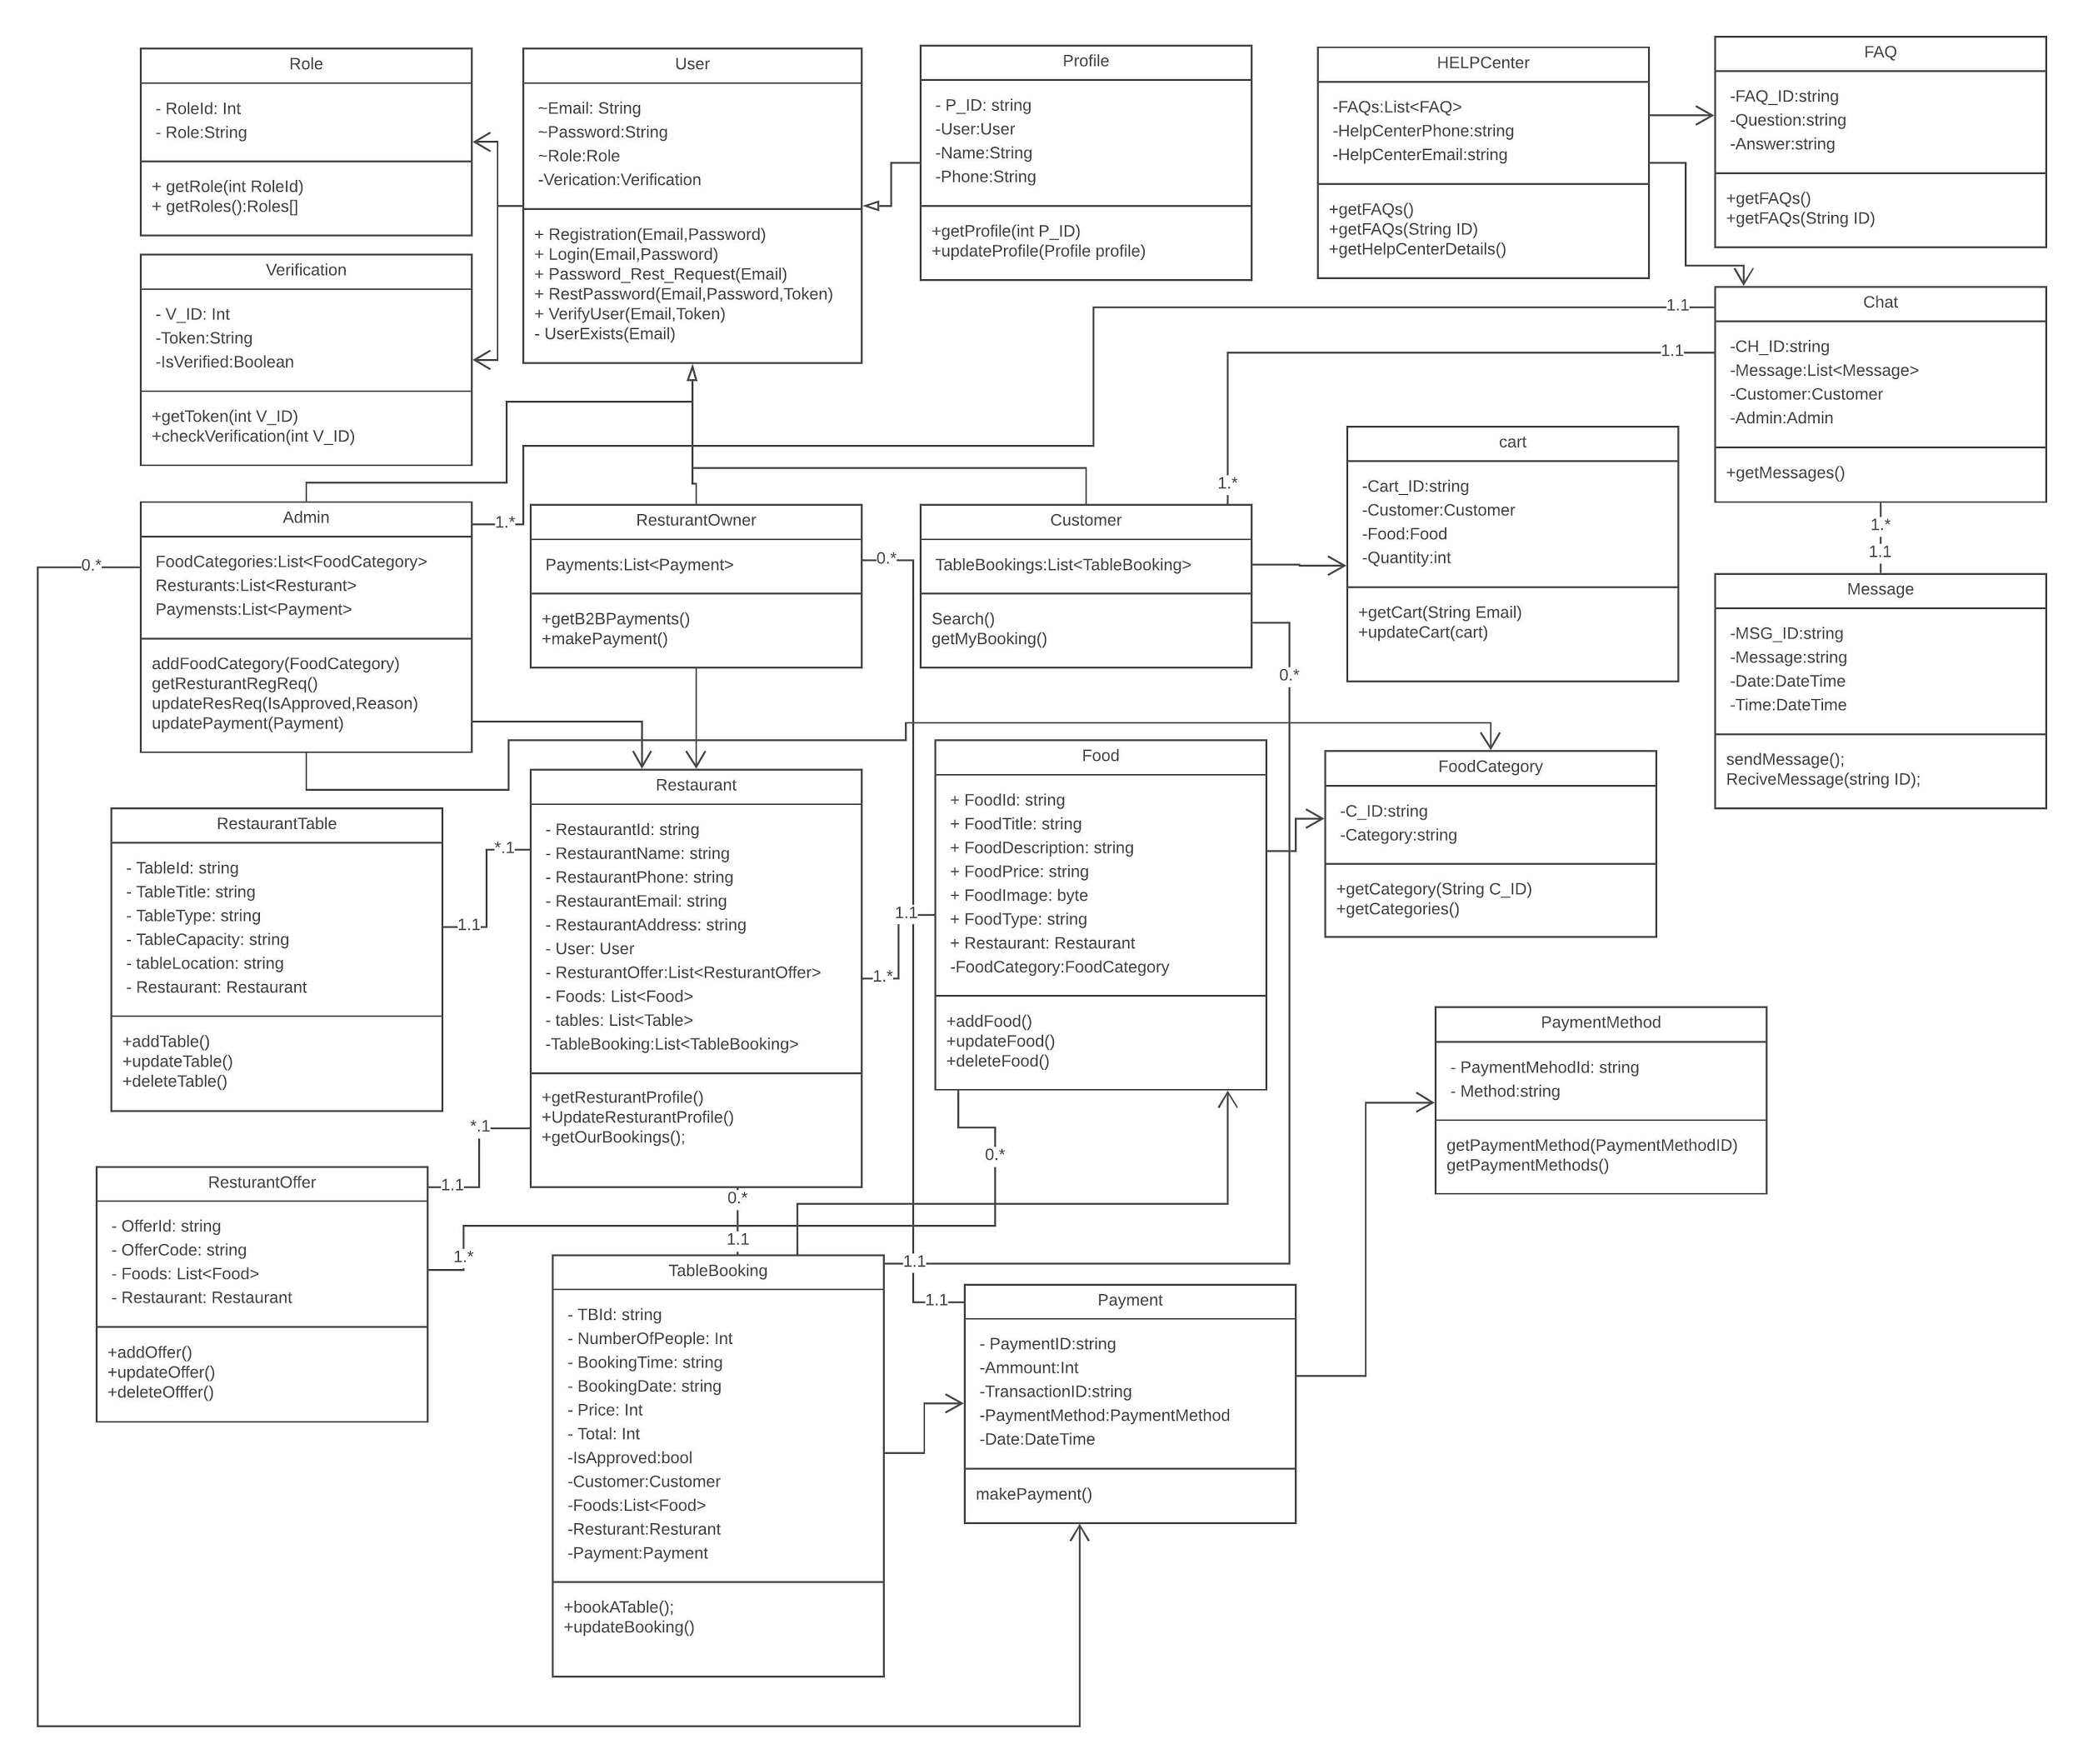 Role
- RoleId: Int
- Role:String
+ getRole(int RoleId)
+ getRoles():Roles[]
User
~Email: String
~Password:String
~Role:Role
-Verication:Verification
+ Registration(Email,Password)
+ Login(Email,Password)
+ Password_Rest_Request(Email)
+ RestPassword(Email,Password,Token)
+ VerifyUser(Email,Token)
- UserExists(Email)
Profile
- P_ID: string
-User:User
-Name:String
-Phone:String
+getProfile(int P_ID)
+updateProfile(Profile profile)
HELPCenter
-FAQs:List<FAQ>
-HelpCenterPhone:string
-HelpCenterEmail:string
+getFAQs()
+getFAQs(String ID)
+getHelpCenterDetails()
FAQ
-FAQ_ID:string
-Question:string
-Answer:string
+getFAQs()
+getFAQs(String ID)
Verification
- V_ID: Int
-Token:String
-IsVerified:Boolean
+getToken(int V_ID)
+checkVerification(int V_ID)
1.1
1.1
Chat
-CH_ID:string
-Message:List<Message>
-Customer:Customer
-Admin:Admin
+getMessages()
cart
-Cart_ID:string
-Customer:Customer
-Food:Food
-Quantity:int
+getCart(String Email)
+updateCart(cart)
1.*
1.*
1.*
1.1
0.*
Admin
FoodCategories:List<FoodCategory>
Resturants:List<Resturant>
Paymensts:List<Payment>
addFoodCategory(FoodCategory)
getResturantRegReq()
updateResReq(IsApproved,Reason)
updatePayment(Payment)
ResturantOwner
Payments:List<Payment>
+getB2BPayments()
+makePayment()
0.*
Customer
TableBookings:List<TableBooking>
Search()
getMyBooking()
0.*
Message
-MSG_ID:string
-Message:string
-Date:DateTime
-Time:DateTime
sendMessage();
ReciveMessage(string ID);
RestaurantTable
- TableId: string
- TableTitle: string
- TableType: string
- TableCapacity: string
- tableLocation: string
- Restaurant: Restaurant
+addTable()
+updateTable()
+deleteTable()
*.1
1.1
Restaurant
- RestaurantId: string
- RestaurantName: string
- RestaurantPhone: string
- RestaurantEmail: string
- RestaurantAddress: string
- User: User
- ResturantOffer:List<ResturantOffer>
- Foods: List<Food>
- tables: List<Table>
-TableBooking:List<TableBooking>
+getResturantProfile()
+UpdateResturantProfile()
+getOurBookings();
1.1
1.*
Food
+ FoodId: string
+ FoodTitle: string
+ FoodDescription: string
+ FoodPrice: string
+ FoodImage: byte
+ FoodType: string
+ Restaurant: Restaurant
-FoodCategory:FoodCategory
+addFood()
+updateFood()
+deleteFood()
FoodCategory
-C_ID:string
-Category:string
+getCategory(String C_ID)
+getCategories()
PaymentMethod
- PaymentMehodId: string
- Method:string
getPaymentMethod(PaymentMethodID)
getPaymentMethods()
*.1
1.1
0.*
0.*
1.1
1.*
ResturantOffer
- OfferId: string
- OfferCode: string
- Foods: List<Food>
- Restaurant: Restaurant
+addOffer()
+updateOffer()
+deleteOfffer()
TableBooking
- TBId: string
- NumberOfPeople: Int
- BookingTime: string
- BookingDate: string
- Price: Int
- Total: Int
-IsApproved:bool
-Customer:Customer
-Foods:List<Food>
-Resturant:Resturant
-Payment:Payment
+bookATable();
+updateBooking()
1.1
1.1
Payment
- PaymentID:string
-Ammount:Int
-TransactionID:string
-PaymentMethod:PaymentMethod
-Date:DateTime
makePayment()